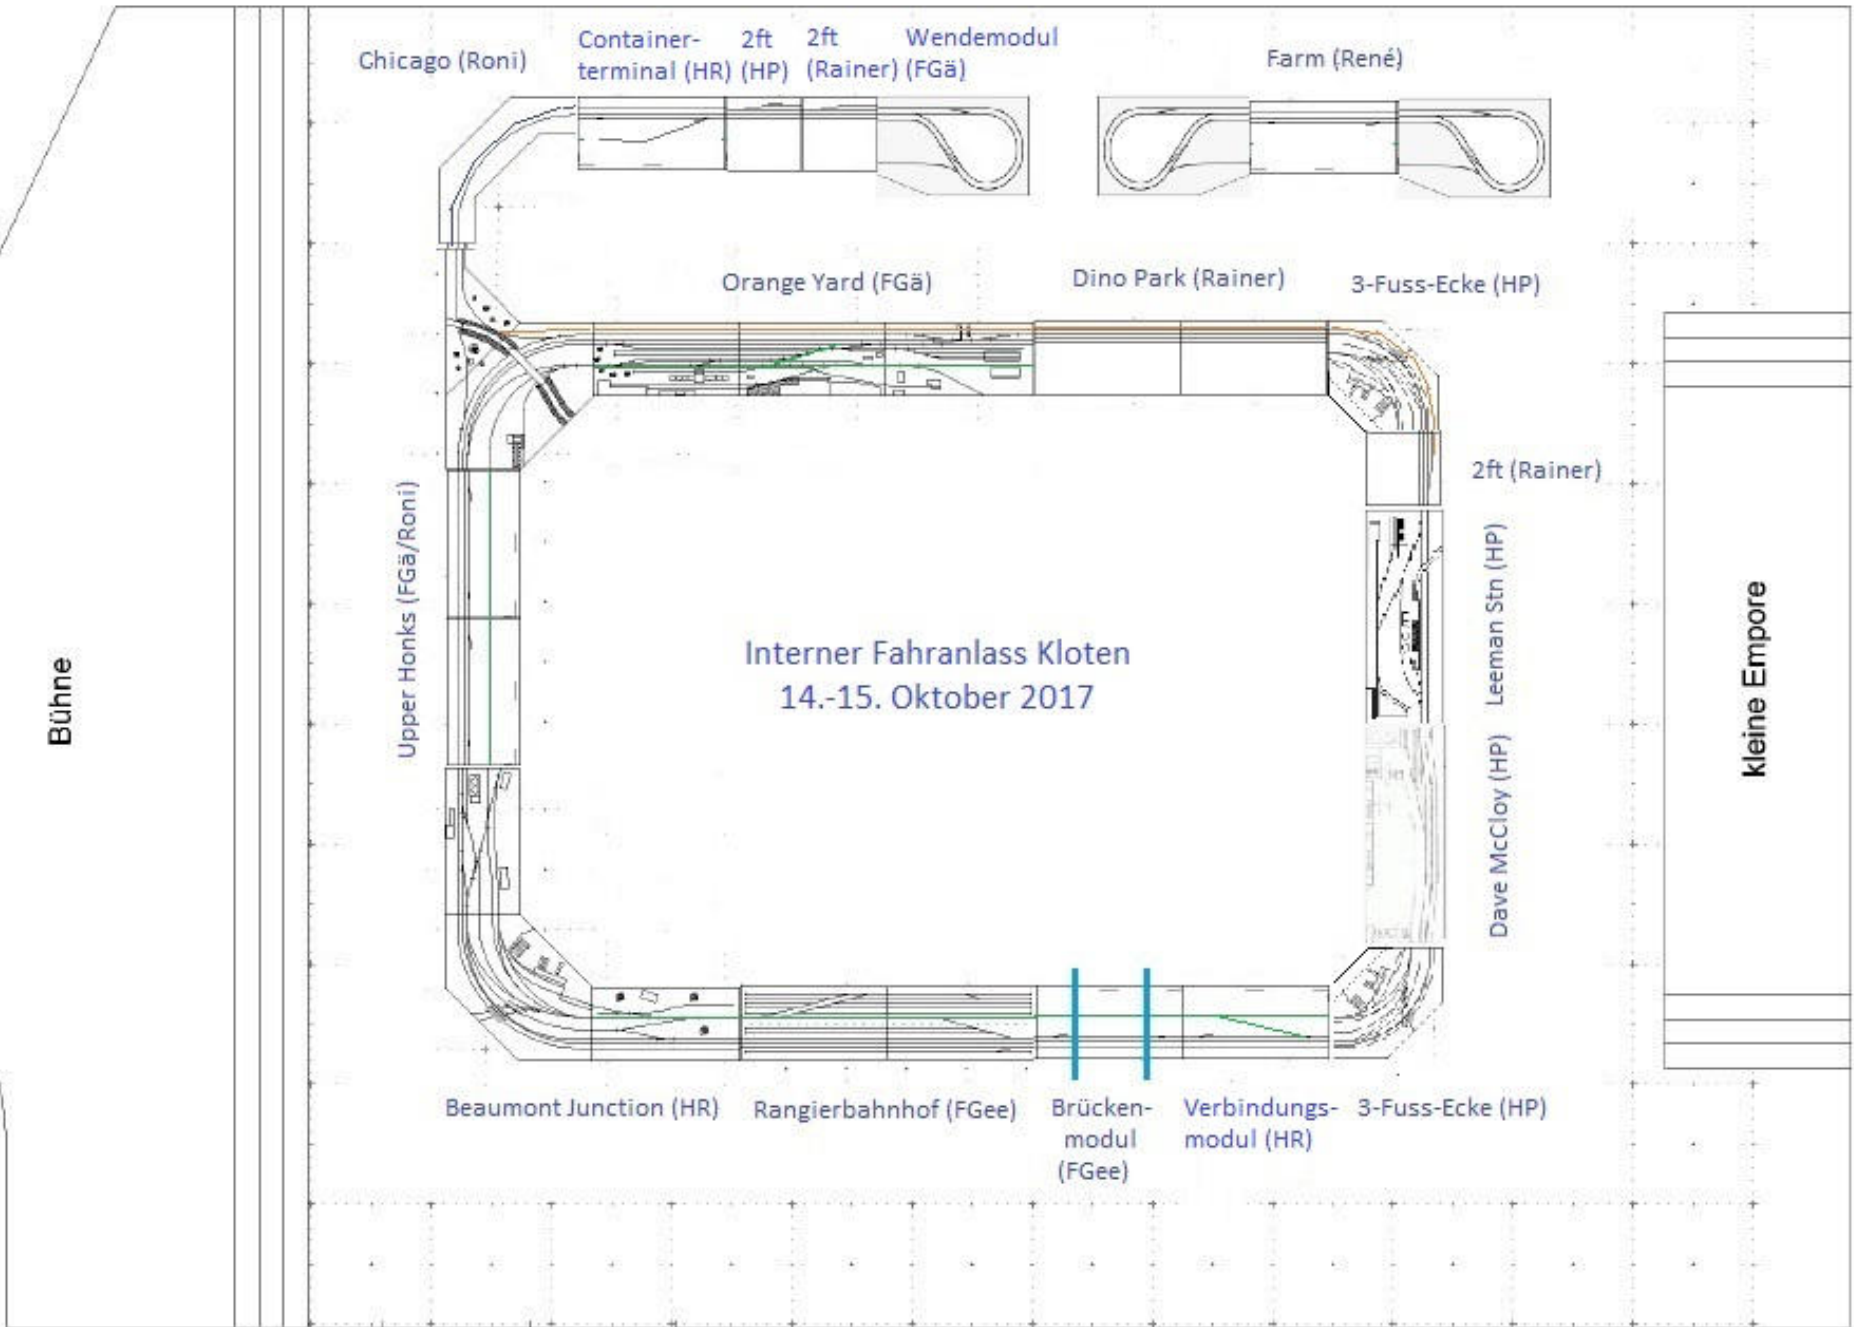 Chicago (Roni)
Container-
terminal (HR)
2ft
(HP)
2ft
(Rainer)
Wendemodul
(FGä)
Farm (René)
Orange Yard (FGä)
Dino Park (Rainer)
3-Fuss-Ecke (HP)
2ft (Rainer)
Upper Honks (FGä/Roni)
Leeman Stn (HP)
Interner Fahranlass Kloten
14.-15. Oktober 2017
Bühne
kleine Empore
Dave McCloy (HP)
Beaumont Junction (HR)
Rangierbahnhof (FGee)
Brücken-
modul
(FGee)
Verbindungs-
modul (HR)
3-Fuss-Ecke (HP)